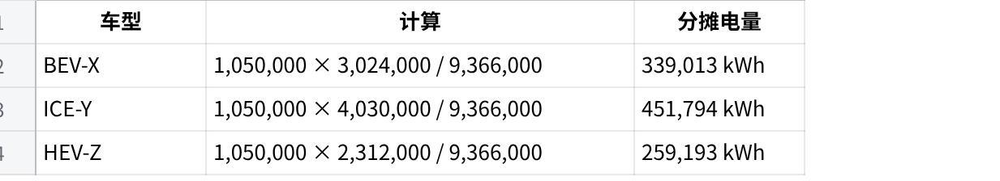 车型 计算 分摊电量
2 BEV-X 1,050,000 × 3,024,000 / 9,366,000 339,013 kWh
3 ICE-Y 1,050,000 × 4,030,000 / 9,366,000 451,794 kWh
4 HEV-Z 1,050,000 × 2,312,000 / 9,366,000 259,193 kWh